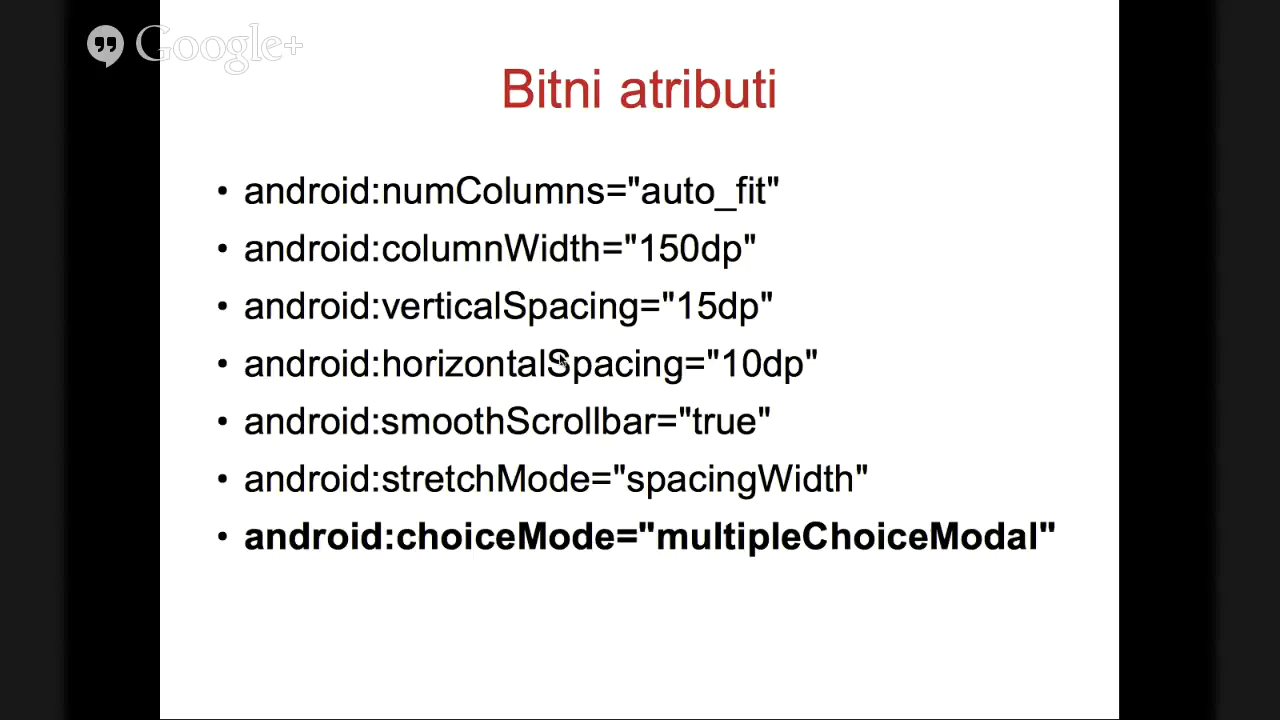 Google+
Bitni atributi
• android:numColumns="auto_fit"
• android:columnWidth="150dp"
• android:verticalSpacing="15dp"
• android:horizontalSpacing="10dp"
• android:smoothScrollbar="true"
• android:stretchMode="spacingWidth"
• android:choiceMode="multipleChoiceModal"